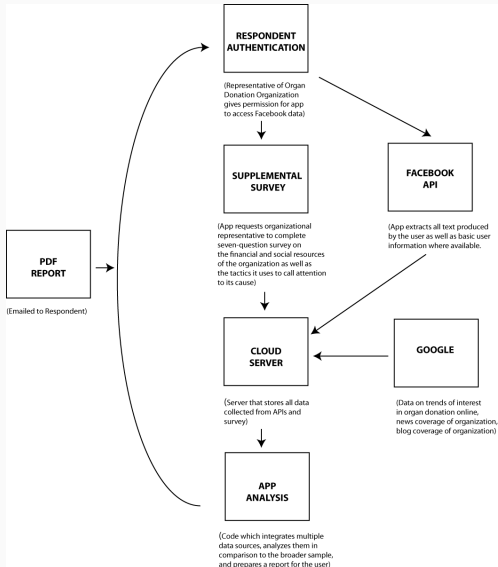 RESPONDENT
AUTHENTICATION
(Representative of Organ
Donation Organization
gives permission for app
to access Facebook data)
SUPPLEMENTAL
SURVEY
(App requests organizational
representative to complete
seven-question survey on
the financial and social resources
of the organization as well as
the tactics it uses to call attention
to its cause)
FACEBOOK
API
(App extracts all text produced
by the user as well as basic user
information where available.
PDF
REPORT
(Emailed to Respondent)
CLOUD
SERVER
(Server that stores all data
collected from APIs and
survey)
GOOGLE
(Data on trends of interest
in organ donation online,
news coverage of organization,
blog coverage of organization)
APP
ANALYSIS
(Code which integrates multiple
data sources, analyzes them in
comparison to the broader sample,
and prepares a report for the user)